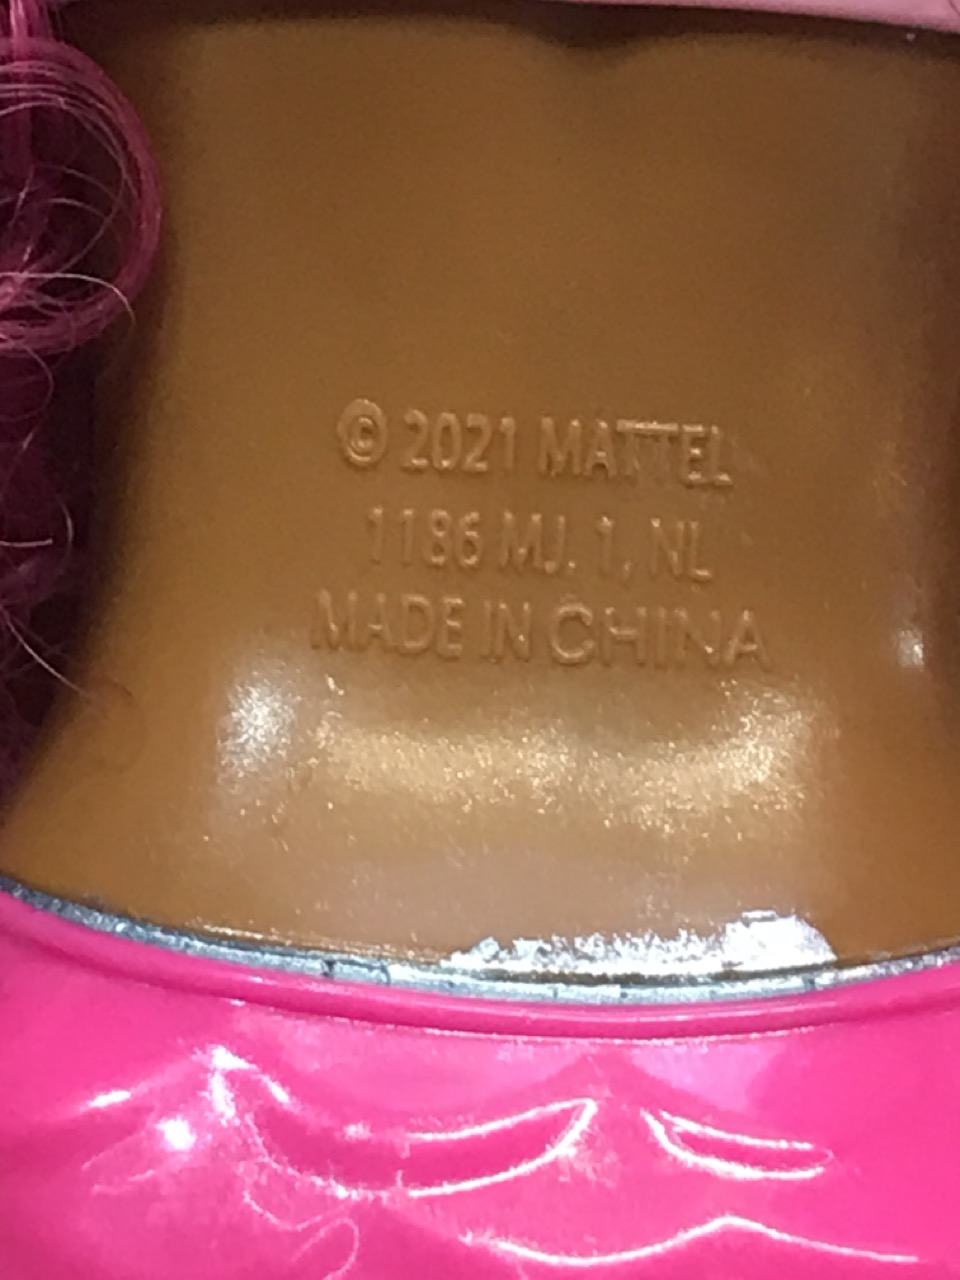 © 2021 MATTEL
1186 MJ. 1, NL
MADE IN CHINA